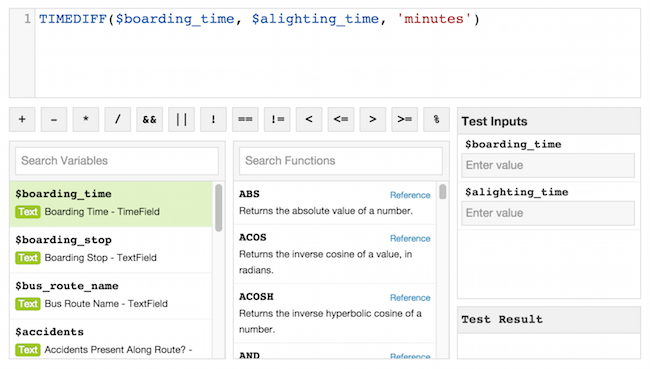 1 TIMEDIFF($boarding_time, $alighting_time, 'minutes')
+ - * / && || ! == != < <= > >= %
Search Variables
$boarding_time
Text Boarding Time - TimeField
$boarding_stop
Text Boarding Stop - TextField
$bus_route_name
Text Bus Route Name - TextField
$accidents
Text Accidents Present Along Route? -
Search Functions
ABS Reference
Returns the absolute value of a number.
ACOS Reference
Returns the inverse cosine of a value, in
radians.
ACOSH Reference
Returns the inverse hyperbolic cosine of a
number.
AND Reference
Test Inputs
$boarding_time
Enter value
$alighting_time
Enter value
Test Result